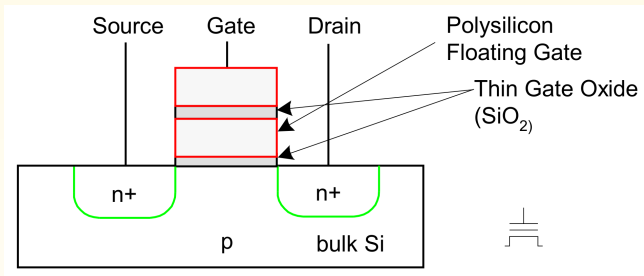 Source Gate Drain
Polysilicon
Floating Gate
Thin Gate Oxide
(SiO2)
n+ n+
p bulk Si